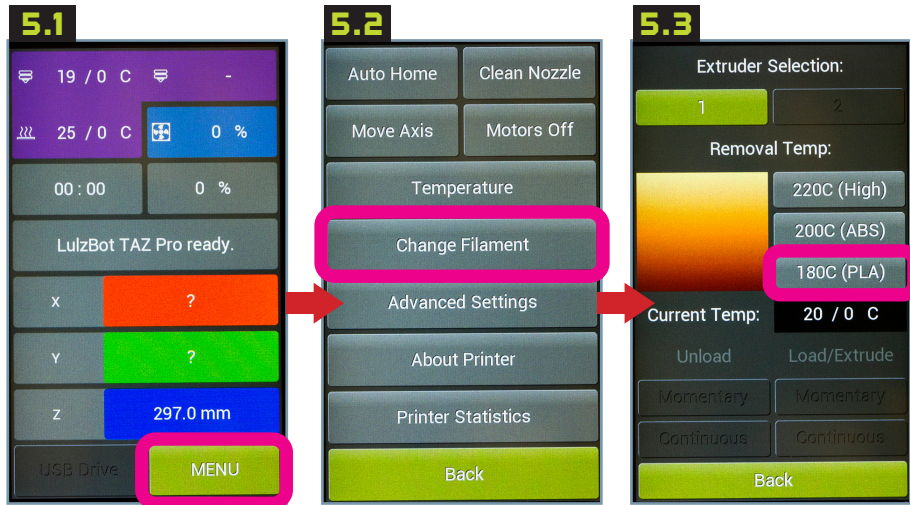 5.1
19 / 0 C -
25 / 0 C 0 %
00 : 00 0 %
LulzBot TAZ Pro ready.
X ?
Y ?
Z 297.0 mm
USB Drive MENU
5.2
Auto Home Clean Nozzle
Move Axis Motors Off
Temperature
Change Filament
Advanced Settings
About Printer
Printer Statistics
Back
5.3
Extruder Selection:
1 2
Removal Temp:
220C (High)
200C (ABS)
180C (PLA)
Current Temp: 20 / 0 C
Unload Load/Extrude
Momentary Momentary
Continuous Continuous
Back